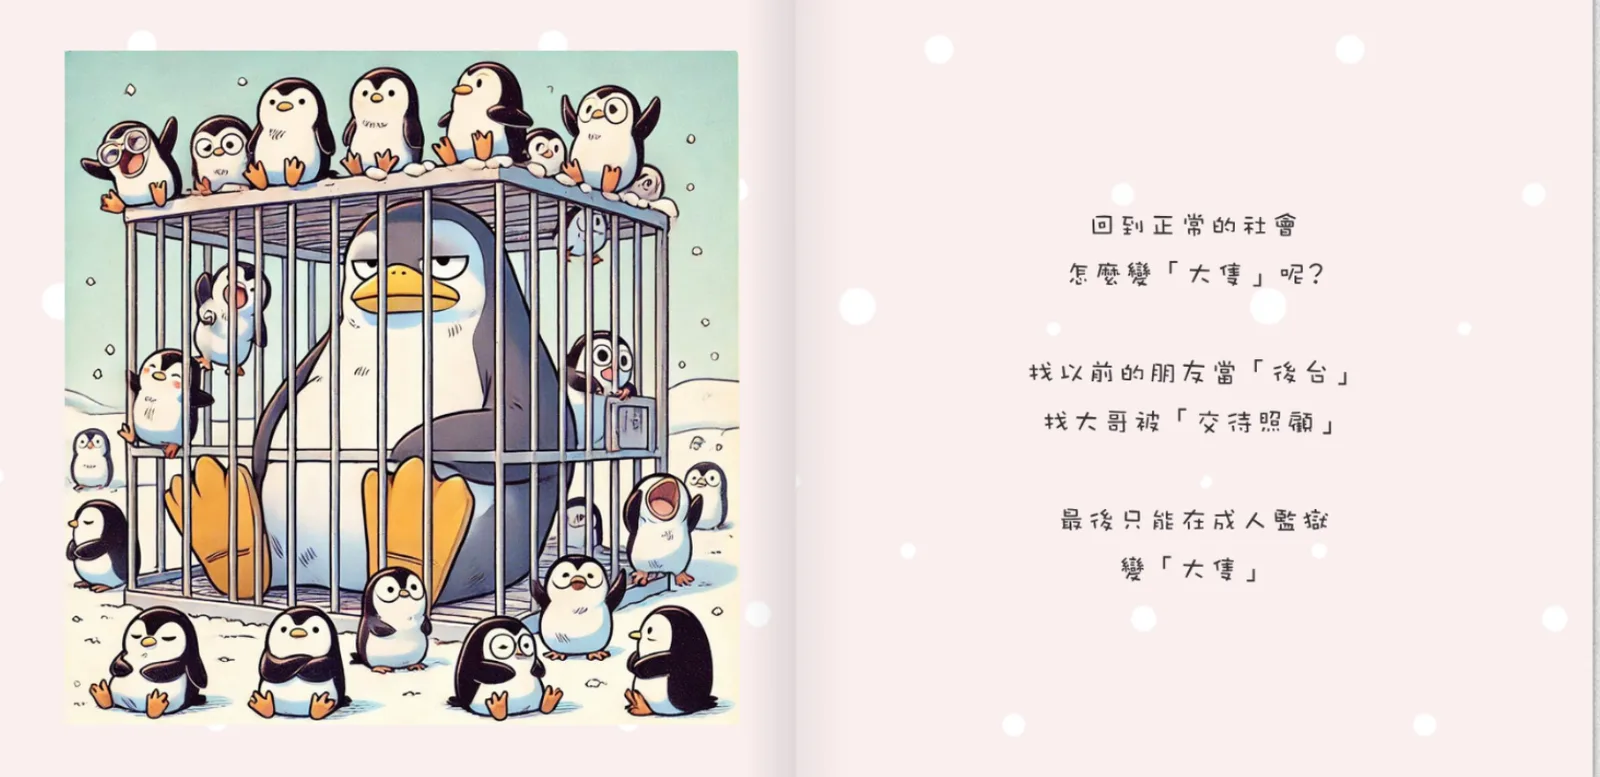 回到正常的社會
怎麼變「大隻」呢?
找以前的朋友當「後台」
找大哥被「交待照顧」
最後只能在成人監獄
變「大隻」